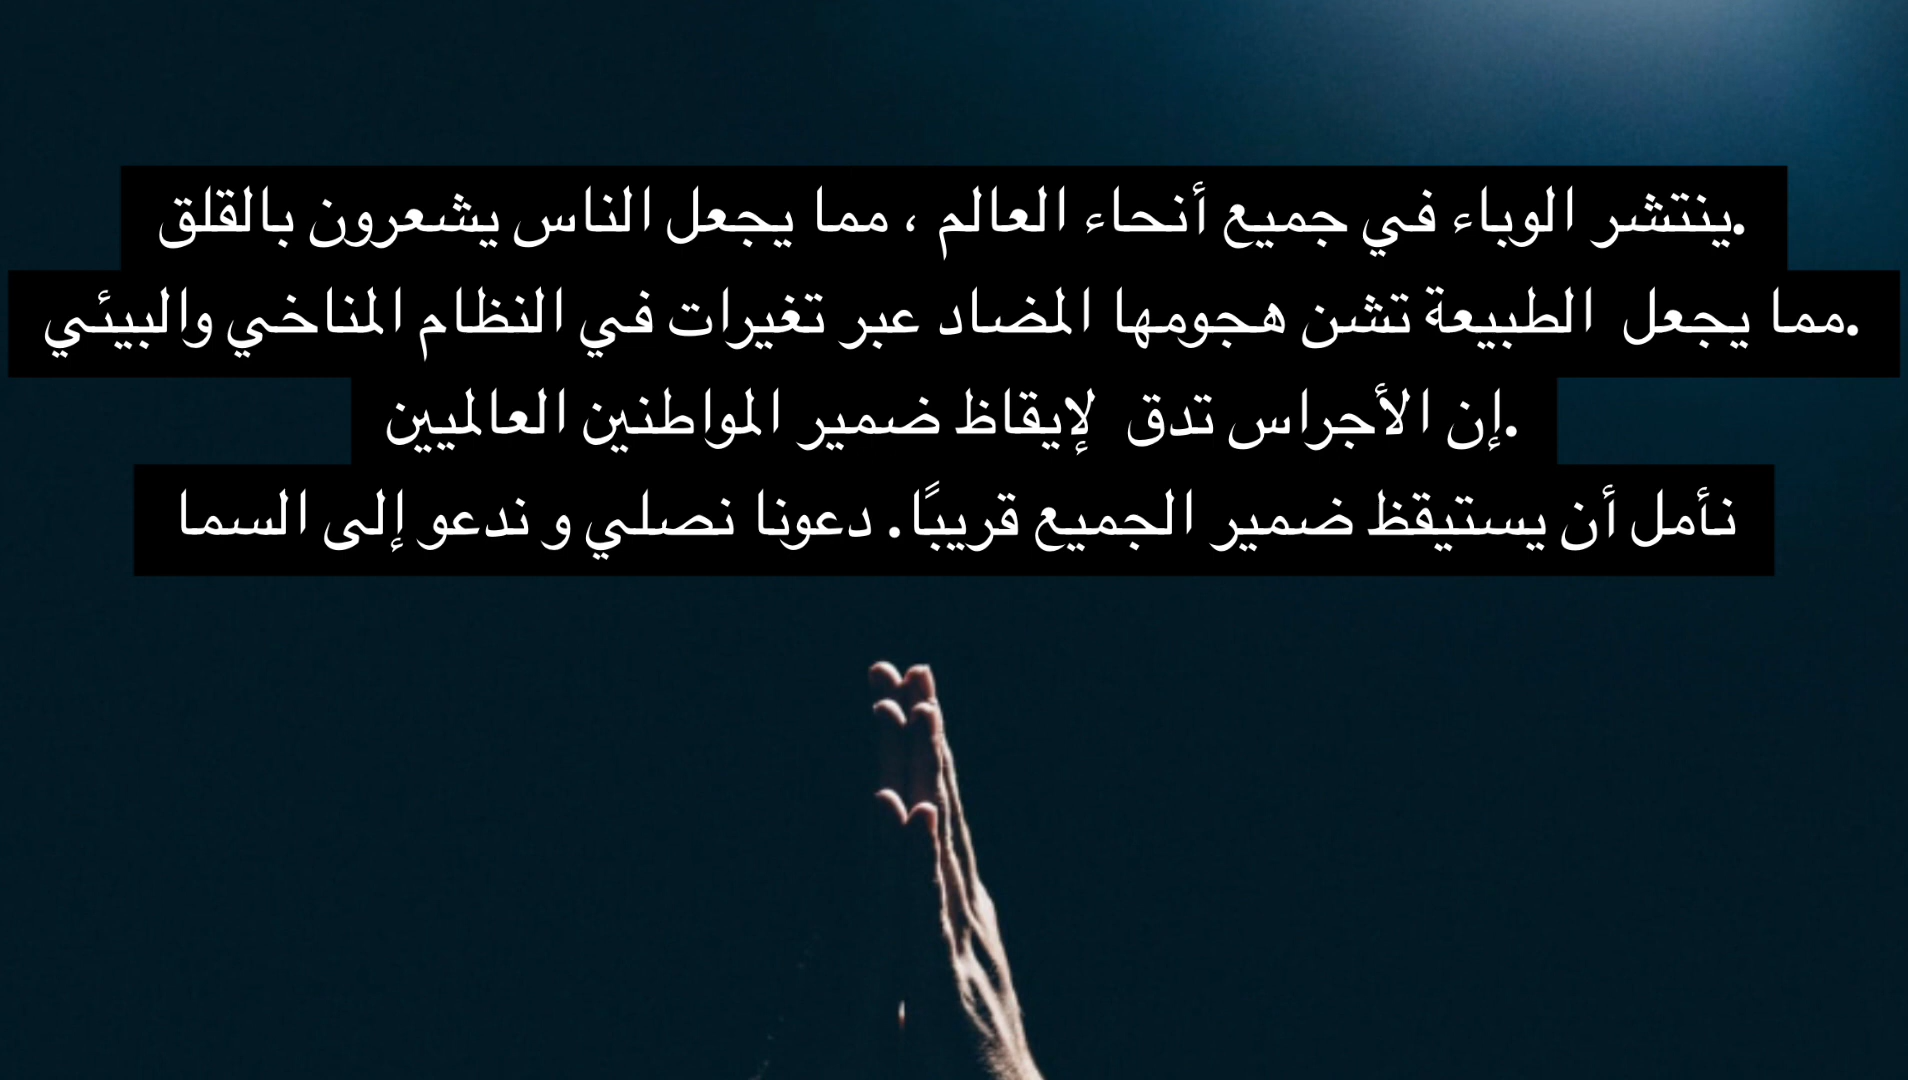 .ينتشر الوباء في جميع أنحاء العالم ، مما يجعل الناس يشعرون بالقلق
.مما يجعل الطبيعة تشن هجومها المضاد عبر تغيرات في النظام المناخي والبيئي
.إن الأجراس تدق لإيقاظ ضمير المواطنين العالميين
نأمل أن يستيقظ ضمير الجميع قريبًا. دعونا نصلي و ندعو إلى السما